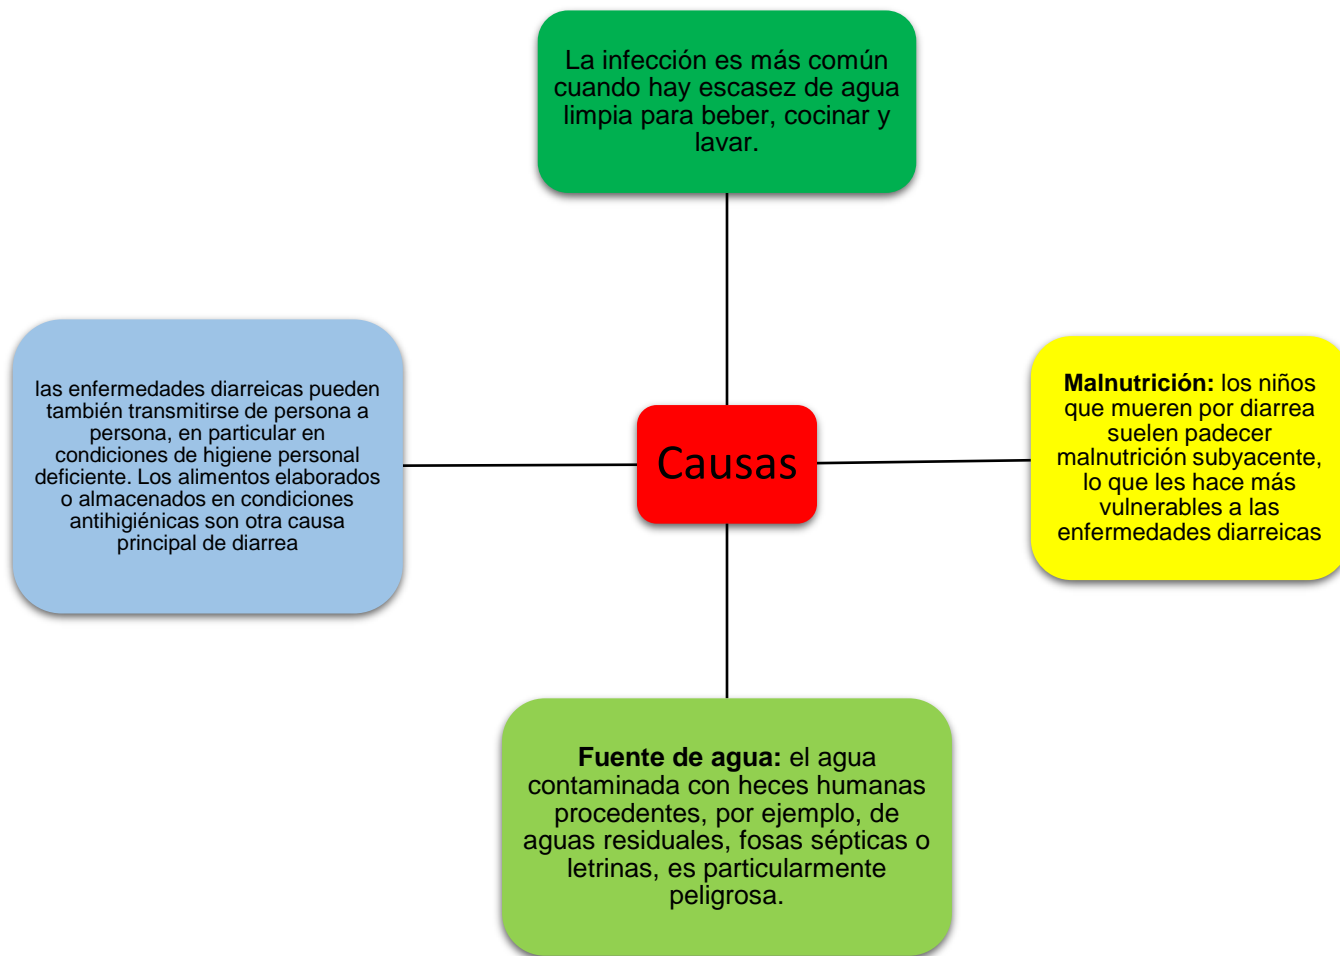 La infección es más común
cuando hay escasez de agua
limpia para beber, cocinar y
lavar.
las enfermedades diarreicas pueden
también transmitirse de persona a
persona, en particular en
condiciones de higiene personal
deficiente. Los alimentos elaborados
o almacenados en condiciones
antihigiénicas son otra causa
principal de diarrea
Causas
Malnutrición: los niños
que mueren por diarrea
suelen padecer
malnutrición subyacente,
lo que les hace más
vulnerables a las
enfermedades diarreicas
Fuente de agua: el agua
contaminada con heces humanas
procedentes, por ejemplo, de
aguas residuales, fosas sépticas o
letrinas, es particularmente
peligrosa.